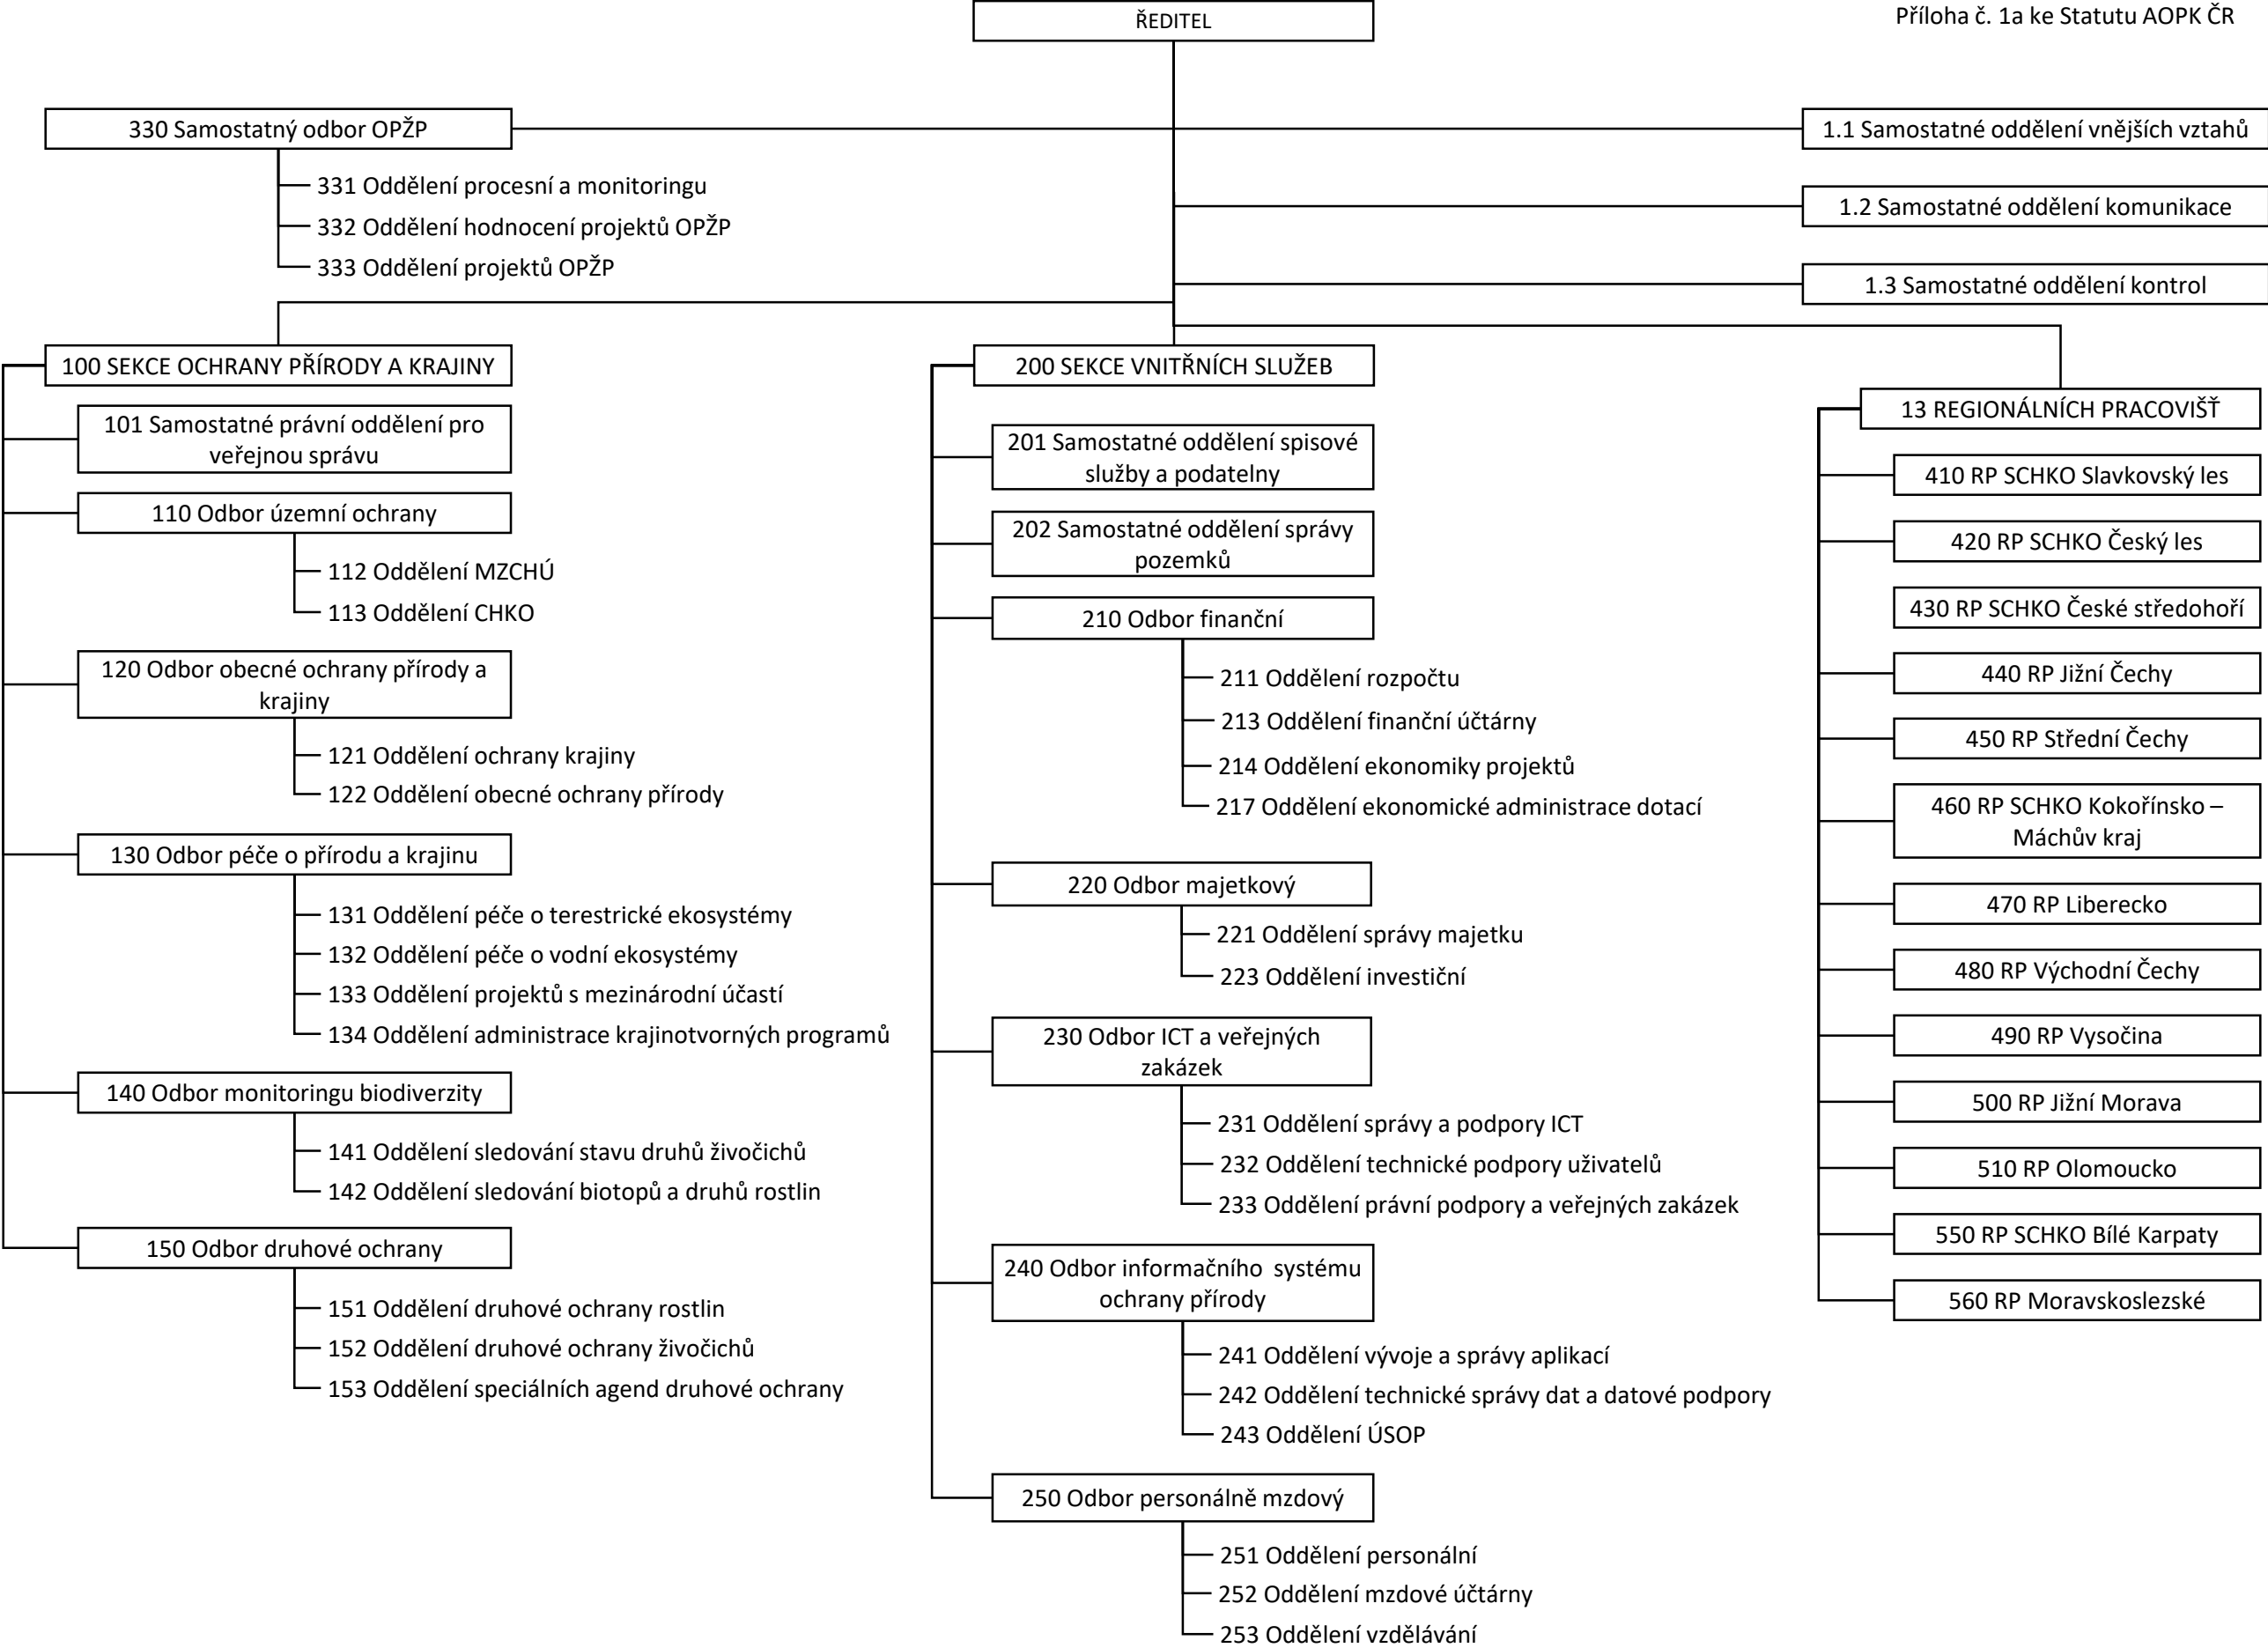 ŘEDITEL
Příloha č. 1a ke Statutu AOPK ČR
330 Samostatný odbor OPŽP
331 Oddělení procesní a monitoringu
332 Oddělení hodnocení projektů OPŽP
333 Oddělení projektů OPŽP
1.1 Samostatné oddělení vnějších vztahů
1.2 Samostatné oddělení komunikace
1.3 Samostatné oddělení kontrol
100 SEKCE OCHRANY PŘÍRODY A KRAJINY
101 Samostatné právní oddělení pro
veřejnou správu
110 Odbor územní ochrany
112 Oddělení MZCHÚ
113 Oddělení CHKO
120 Odbor obecné ochrany přírody a
krajiny
121 Oddělení ochrany krajiny
122 Oddělení obecné ochrany přírody
130 Odbor péče o přírodu a krajinu
131 Oddělení péče o terestrické ekosystémy
132 Oddělení péče o vodní ekosystémy
133 Oddělení projektů s mezinárodní účastí
134 Oddělení administrace krajinotvorných programů
140 Odbor monitoringu biodiverzity
141 Oddělení sledování stavu druhů živočichů
142 Oddělení sledování biotopů a druhů rostlin
150 Odbor druhové ochrany
151 Oddělení druhové ochrany rostlin
152 Oddělení druhové ochrany živočichů
153 Oddělení speciálních agend druhové ochrany
200 SEKCE VNITŘNÍCH SLUŽEB
201 Samostatné oddělení spisové
služby a podatelny
202 Samostatné oddělení správy
pozemků
210 Odbor finanční
211 Oddělení rozpočtu
213 Oddělení finanční účtárny
214 Oddělení ekonomiky projektů
217 Oddělení ekonomické administrace dotací
220 Odbor majetkový
221 Oddělení správy majetku
223 Oddělení investiční
230 Odbor ICT a veřejných
zakázek
231 Oddělení správy a podpory ICT
232 Oddělení technické podpory uživatelů
233 Oddělení právní podpory a veřejných zakázek
240 Odbor informačního  systému
ochrany přírody
241 Oddělení vývoje a správy aplikací
242 Oddělení technické správy dat a datové podpory
243 Oddělení ÚSOP
250 Odbor personálně mzdový
251 Oddělení personální
252 Oddělení mzdové účtárny
253 Oddělení vzdělávání
13 REGIONÁLNÍCH PRACOVIŠŤ
410 RP SCHKO Slavkovský les
420 RP SCHKO Český les
430 RP SCHKO České středohoří
440 RP Jižní Čechy
450 RP Střední Čechy
460 RP SCHKO Kokořínsko –
Máchův kraj
470 RP Liberecko
480 RP Východní Čechy
490 RP Vysočina
500 RP Jižní Morava
510 RP Olomoucko
550 RP SCHKO Bílé Karpaty
560 RP Moravskoslezské